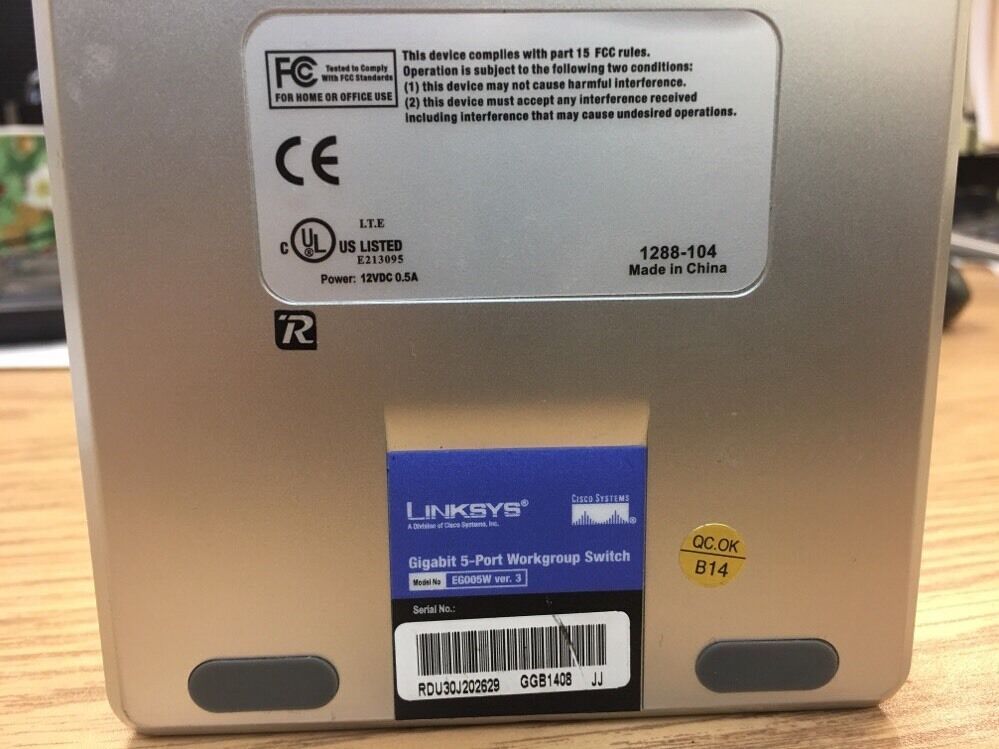 FC
Tested to Comply
With FCC Standards
FOR HOME OR OFFICE USE
This device complies with part 15 FCC rules.
Operation is subject to the following two conditions:
(1) this device may not cause harmful interference.
(2) this device must accept any interference received
including interference that may cause undesired operations.
CE
I.T.E
C UL ® US LISTED
E213095
Power: 12VDC 0.5A
1288-104
Made in China
R
LINKSYS®
A Division of Cisco Systems, Inc.
CISCO SYSTEMS
®
Gigabit 5-Port Workgroup Switch
Model No EG005W ver. 3
QC.OK
B14
Serial No.:
RDU30J202629 GGB1408 JJ